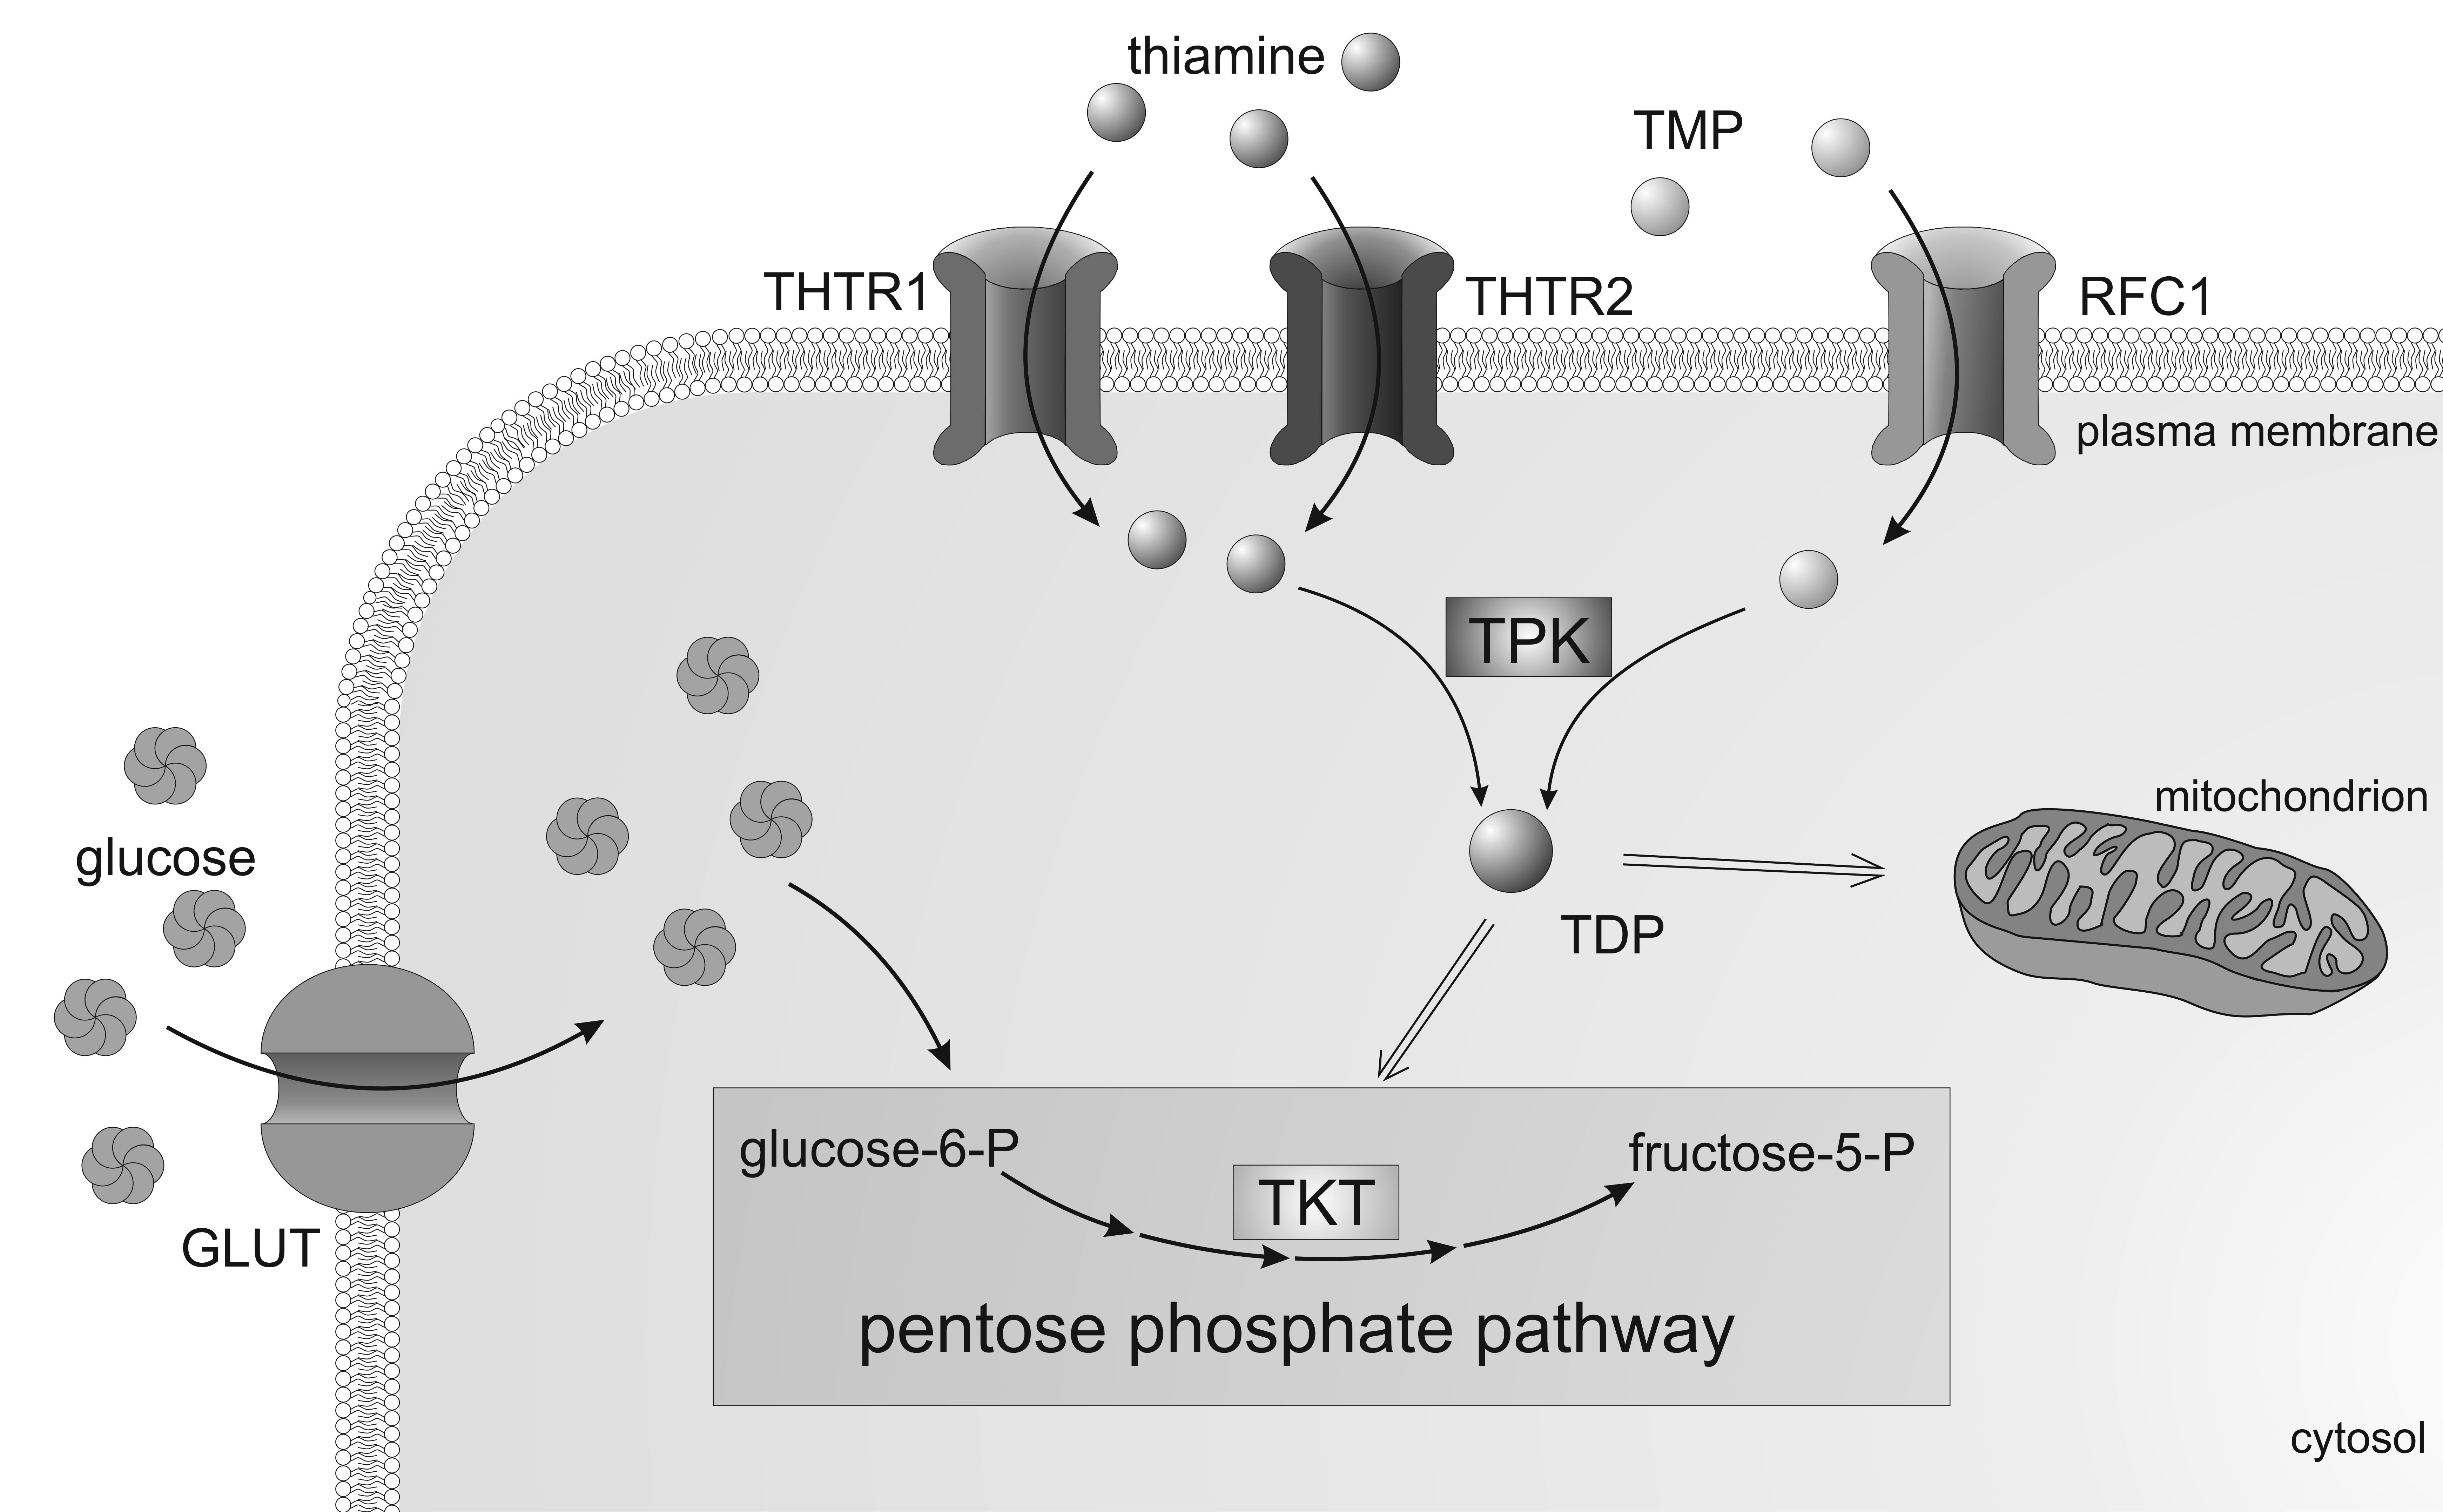 thiamine
TMP
THTR1
THTR2
RFC1
plasma membrane
TPK
mitochondrion
glucose
TDP
glucose-6-P
fructose-5-P
TKT
GLUT
pentose phosphate pathway
cytosol